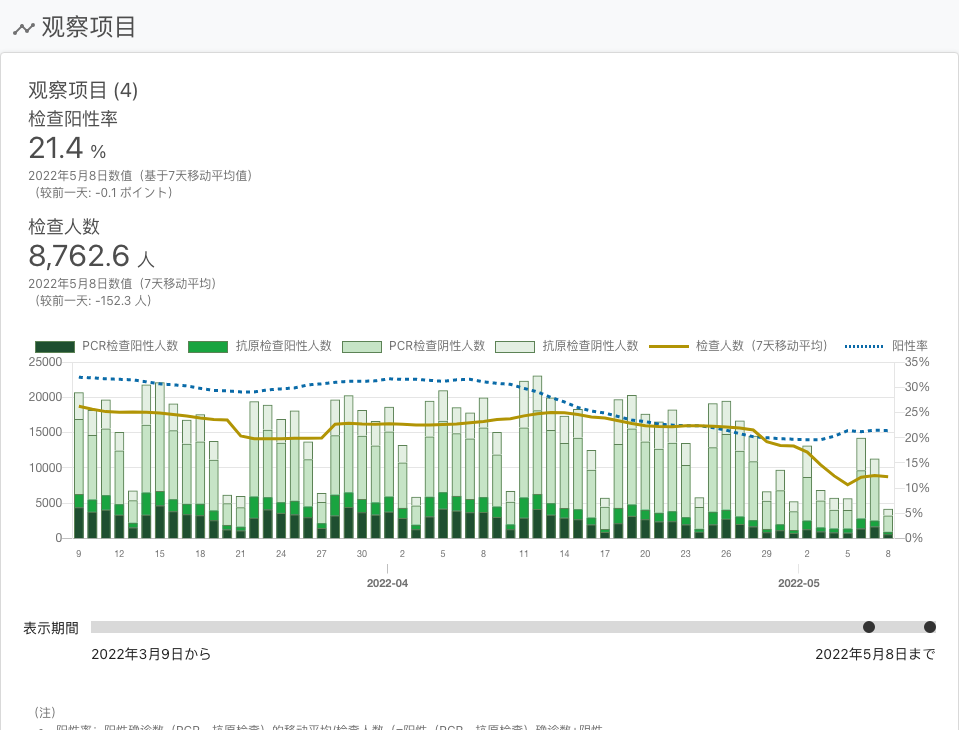 观察项目
观察项目 (4)
检查阳性率
21.4 %
2022年5月8日数值（基于7天移动平均值）
（较前一天: -0.1 ポイント）
检查人数
8,762.6 人
2022年5月8日数值（7天移动平均）
（较前一天: -152.3 人）
PCR检查阳性人数 抗原检查阳性人数 PCR检查阴性人数 抗原检查阴性人数 检查人数（7天移动平均） 阳性率
25000 35%
30%
20000
25%
15000
20%
10000 15%
10%
5000
5%
0 0%
9 12 15 18 21 24 27 30 2 5 8 11 14 17 20 23 26 29 2 5 8
2022-04 2022-05
表示期間
2022年3月9日から 2022年5月8日まで
（注）